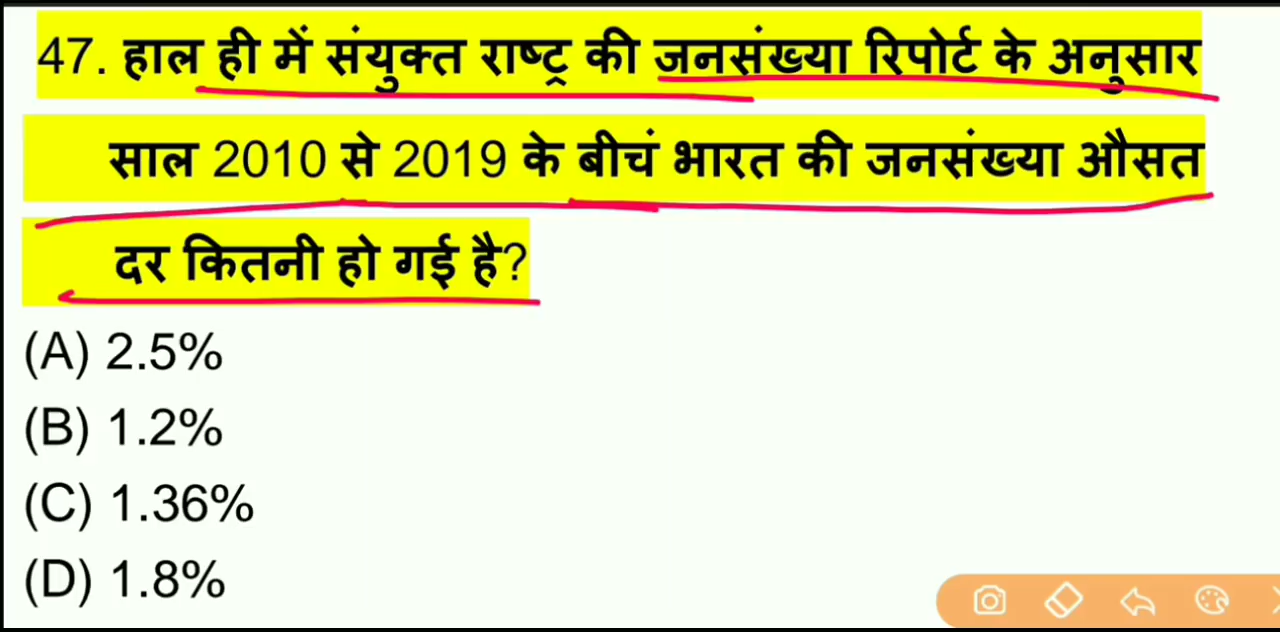 47. हाल ही में संयुक्त राष्ट्र की जनसंख्या रिपोर्ट के अनुसार
साल 2010 से 2019 के बीचं भारत की जनसंख्या औसत
दर कितनी हो गई है?
(A) 2.5%
(B) 1.2%
(C) 1.36%
(D) 1.8%